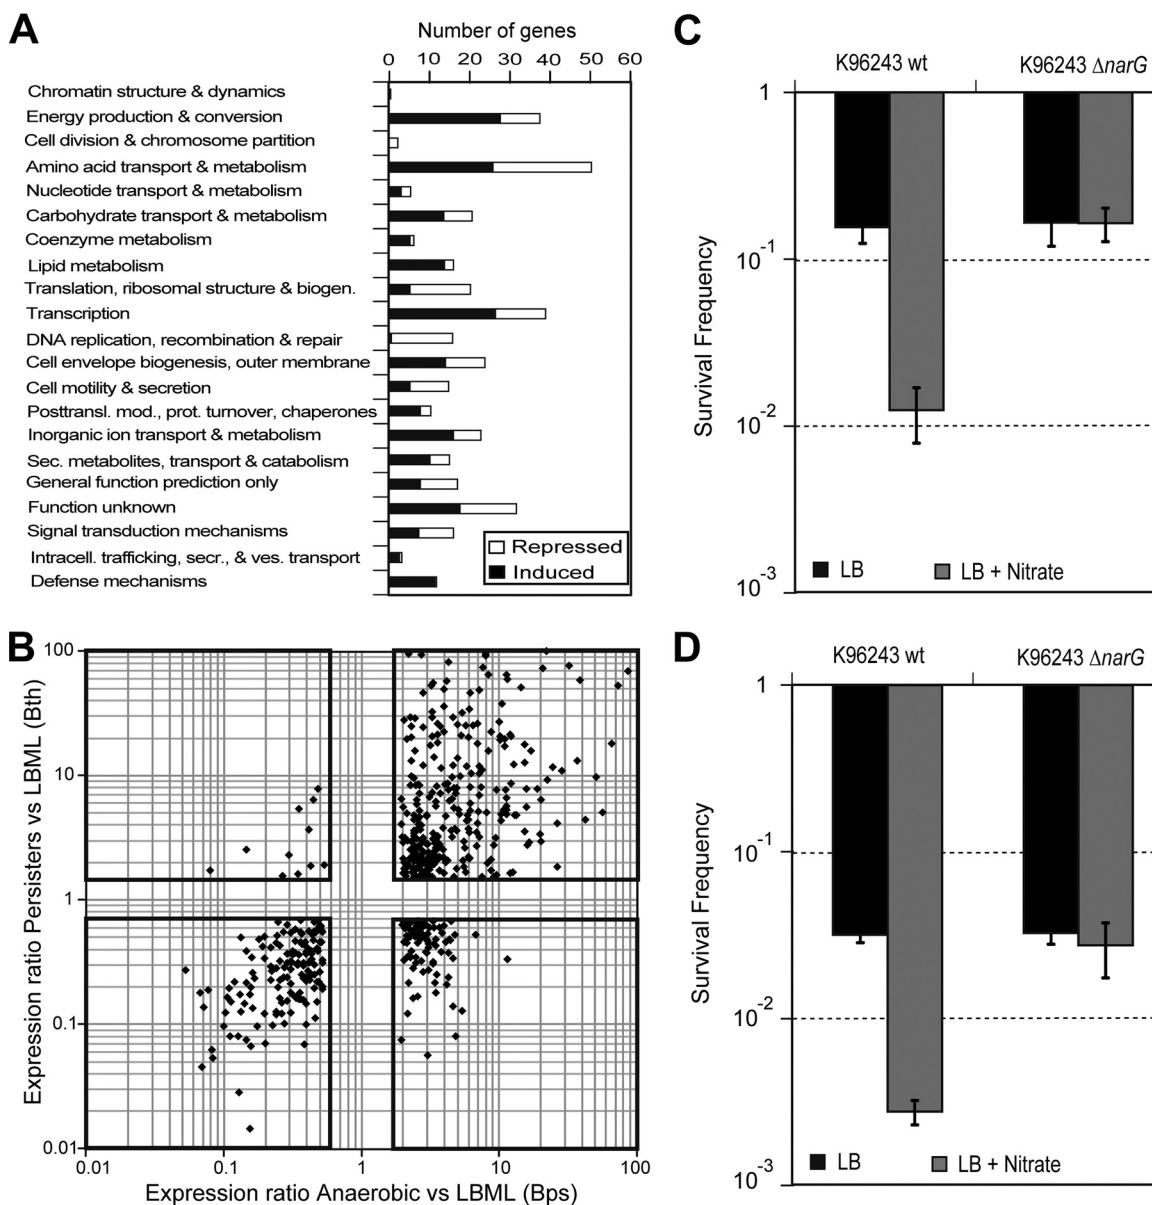 A
Number of genes
0 10 20 30 40 50 60
Chromatin structure & dynamics
Energy production & conversion
Cell division & chromosome partition
Amino acid transport & metabolism
Nucleotide transport & metabolism
Carbohydrate transport & metabolism
Coenzyme metabolism
Lipid metabolism
Translation, ribosomal structure & biogen.
Transcription
DNA replication, recombination & repair
Cell envelope biogenesis, outer membrane
Cell motility & secretion
Posttransl. mod., prot. turnover, chaperones
Inorganic ion transport & metabolism
Sec. metabolites, transport & catabolism
General function prediction only
Function unknown
Signal transduction mechanisms
Intracell. trafficking, secr., & ves. transport
Defense mechanisms
Repressed
Induced
B
Expression ratio Persisters vs LBML (Bth)
100
10
1
0.1
0.01
0.01 0.1 1 10 100
Expression ratio Anaerobic vs LBML (Bps)
C
K96243 wt K96243 ΔnarG
Survival Frequency
1
10-1
10-2
10-3
LB LB + Nitrate
D
K96243 wt K96243 ΔnarG
Survival Frequency
1
10-1
10-2
10-3
LB LB + Nitrate